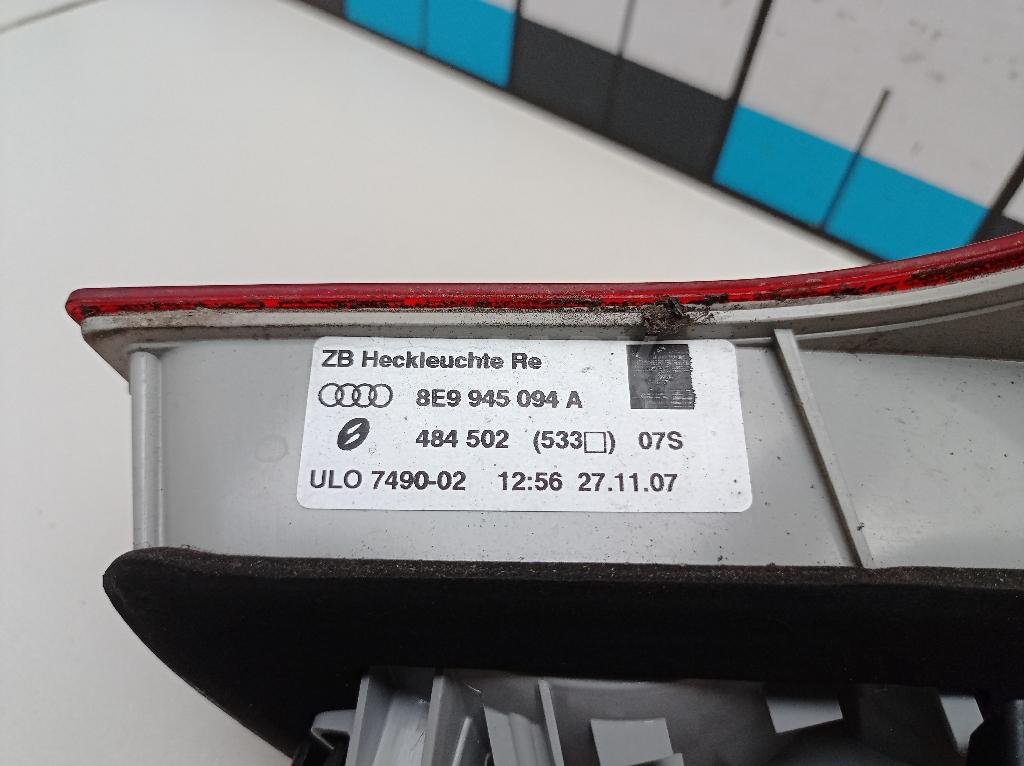 ZB Heckleuchte Re
8E9 945 094 A
484 502 (533□) 07S
ULO 7490-02 12:56 27.11.07